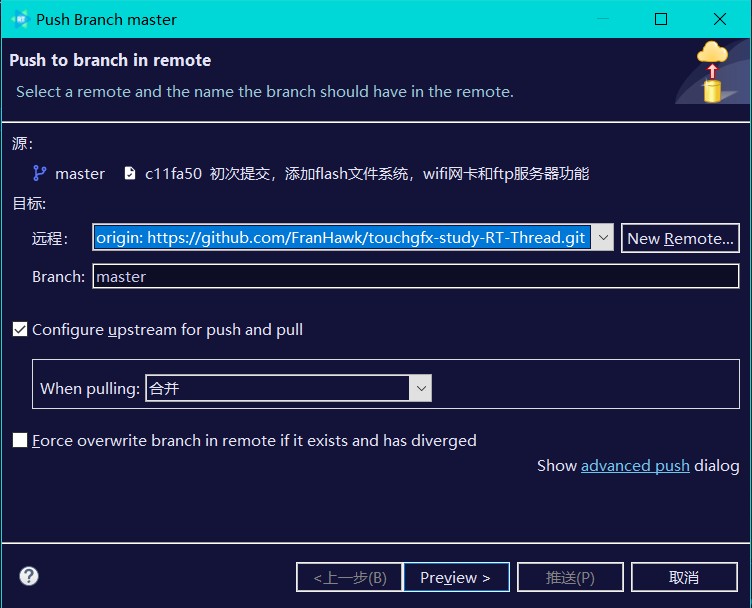 Push Branch master
Push to branch in remote
Select a remote and the name the branch should have in the remote.
源:
master c11fa50 初次提交，添加flash文件系统，wifi网卡和ftp服务器功能
目标:
远程: origin: https://github.com/FranHawk/touchgfx-study-RT-Thread.git New Remote...
Branch: master
Configure upstream for push and pull
When pulling: 合并
Force overwrite branch in remote if it exists and has diverged
Show advanced push dialog
<上一步(B) Preview > 推送(P) 取消